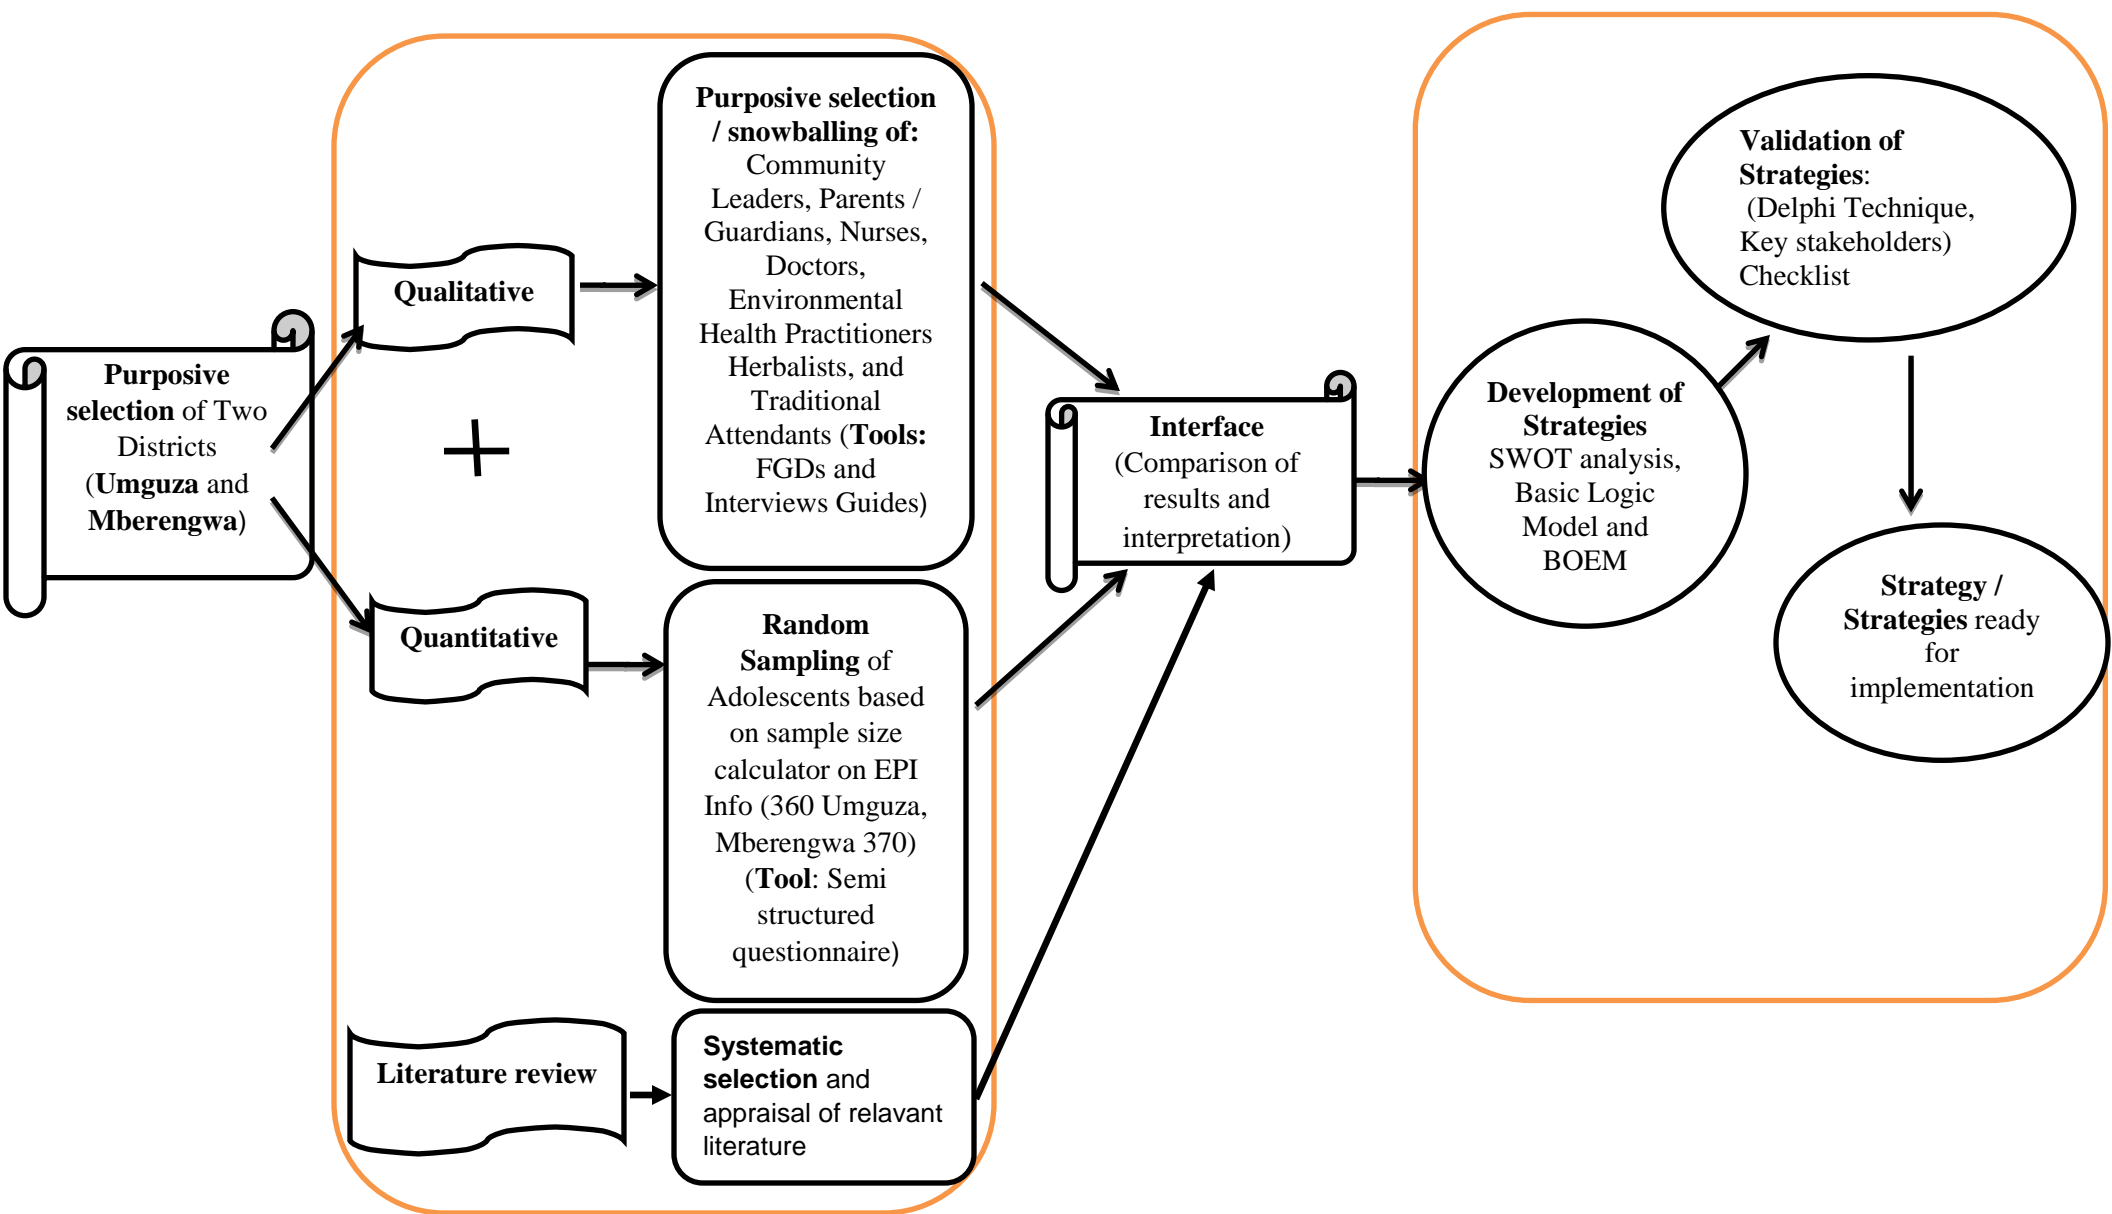 Purposive
selection of Two
Districts
(Umguza and
Mberengwa)
Qualitative
+
Quantitative
Literature review
Purposive selection
/ snowballing of:
Community
Leaders, Parents /
Guardians, Nurses,
Doctors,
Environmental
Health Practitioners
Herbalists, and
Traditional
Attendants (Tools:
FGDs and
Interviews Guides)
Random
Sampling of
Adolescents based
on sample size
calculator on EPI
Info (360 Umguza,
Mberengwa 370)
(Tool: Semi
structured
questionnaire)
Systematic
selection and
appraisal of relavant
literature
Interface
(Comparison of
results and
interpretation)
Development of
Strategies
SWOT analysis,
Basic Logic
Model and
BOEM
Validation of
Strategies:
(Delphi Technique,
Key stakeholders)
Checklist
Strategy /
Strategies ready
for
implementation